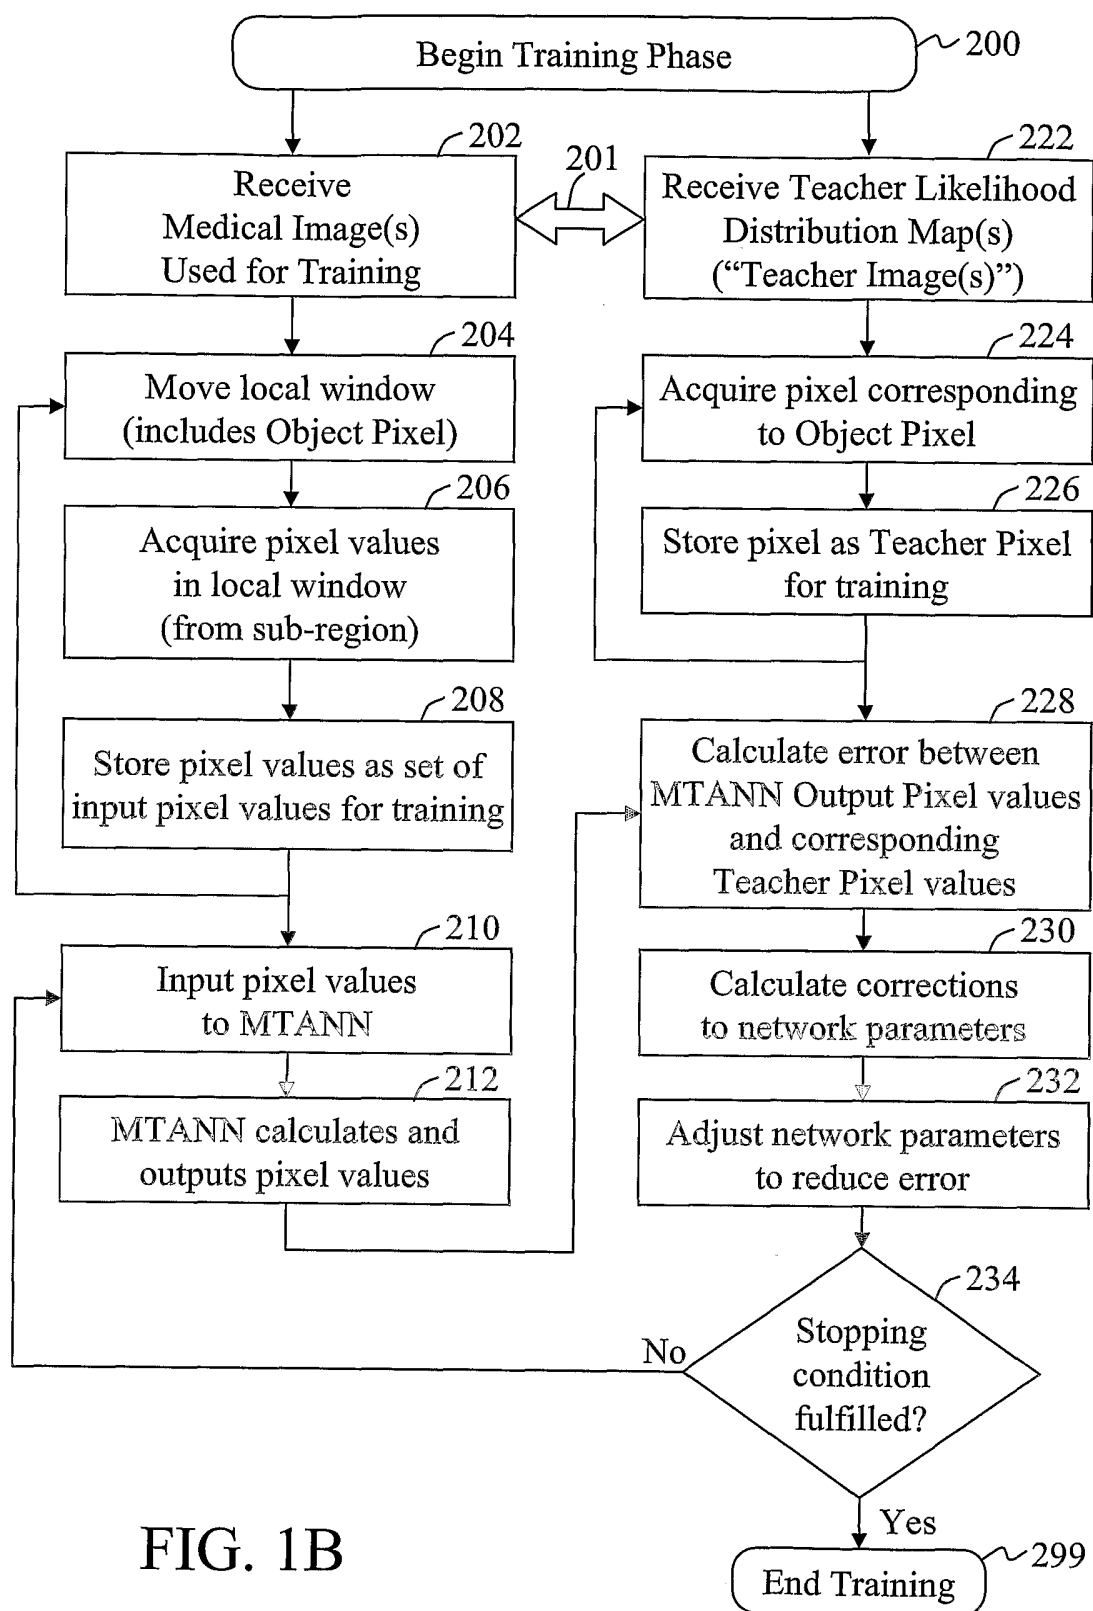 Begin Training Phase
200
202
Receive
Medical Image(s)
Used for Training
201
222
Receive Teacher Likelihood
Distribution Map(s)
(“Teacher Image(s)”)
204
Move local window
(includes Object Pixel)
224
Acquire pixel corresponding
to Object Pixel
206
Acquire pixel values
in local window
(from sub-region)
226
Store pixel as Teacher Pixel
for training
208
Store pixel values as set of
input pixel values for training
228
Calculate error between
MTANN Output Pixel values
and corresponding
Teacher Pixel values
210
Input pixel values
to MTANN
230
Calculate corrections
to network parameters
212
MTANN calculates and
outputs pixel values
232
Adjust network parameters
to reduce error
234
Stopping
condition
fulfilled?
No
Yes
299
End Training
FIG. 1B